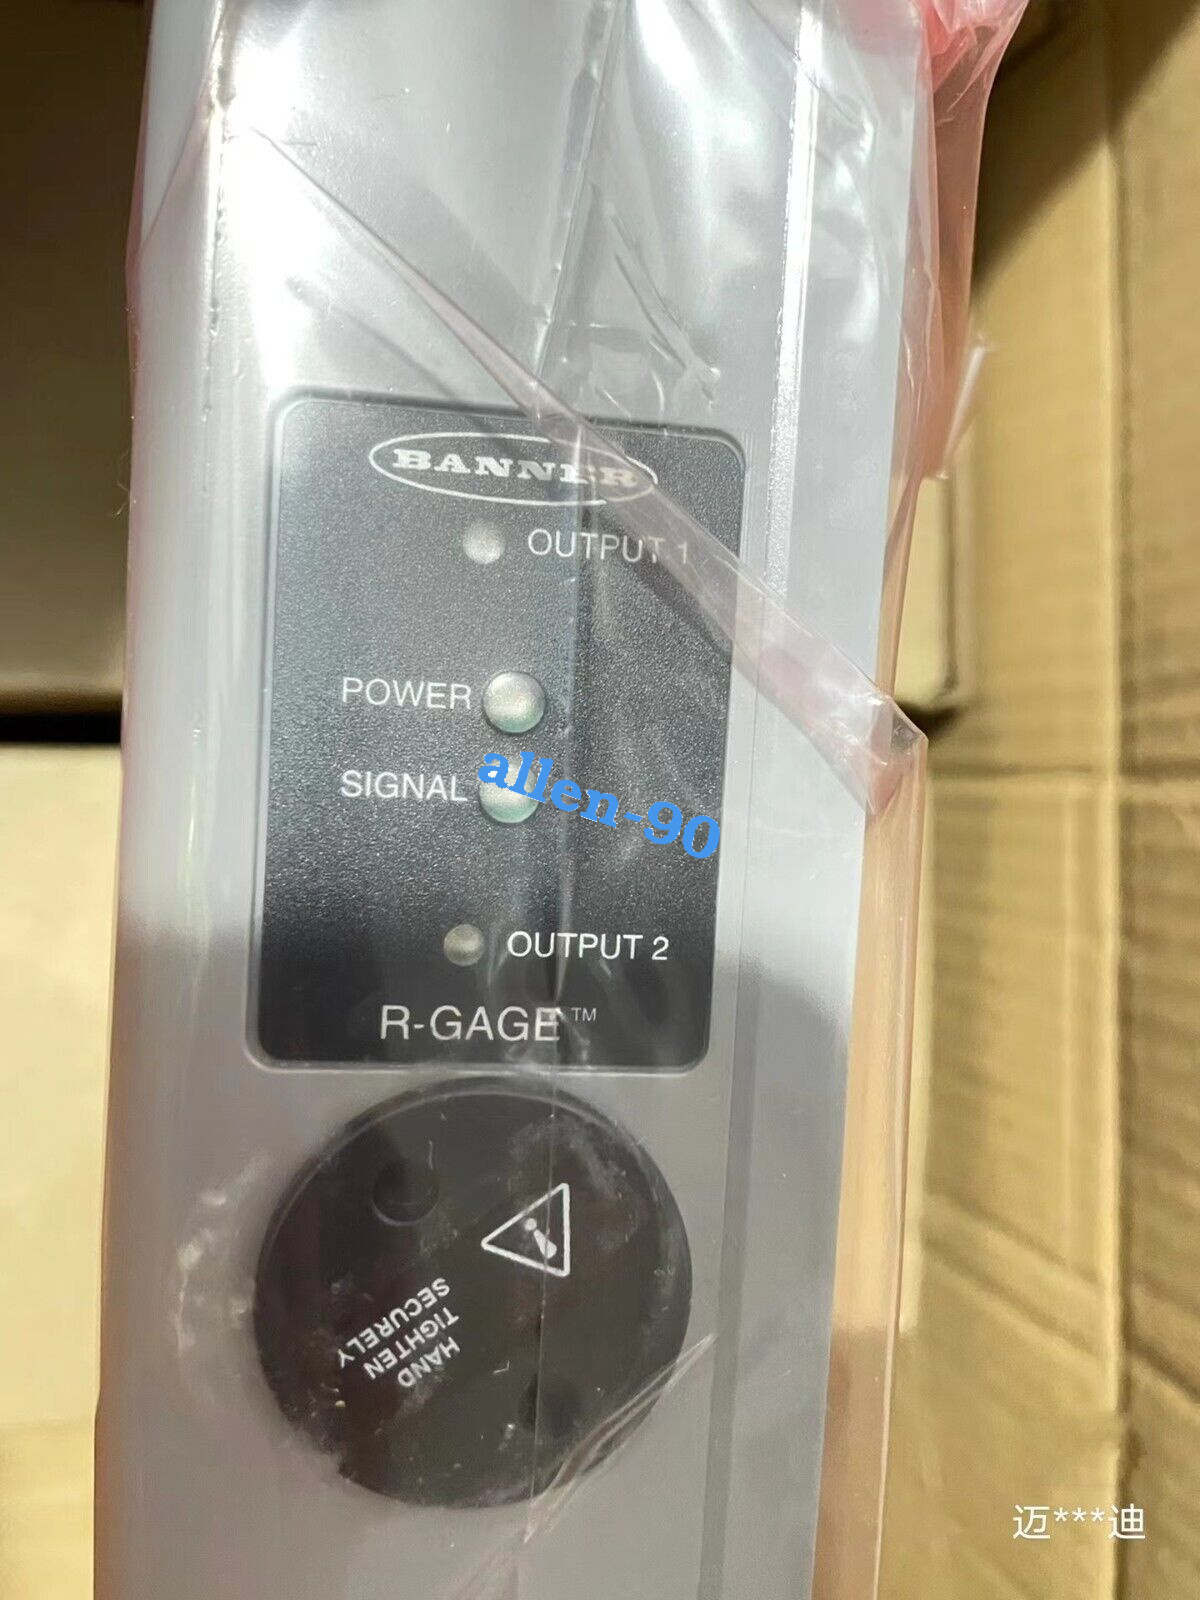 BANNER
OUTPUT 1
POWER
SIGNAL
allen-90
OUTPUT 2
R-GAGE™
HAND
TIGHTEN
SECURELY
迈***迪